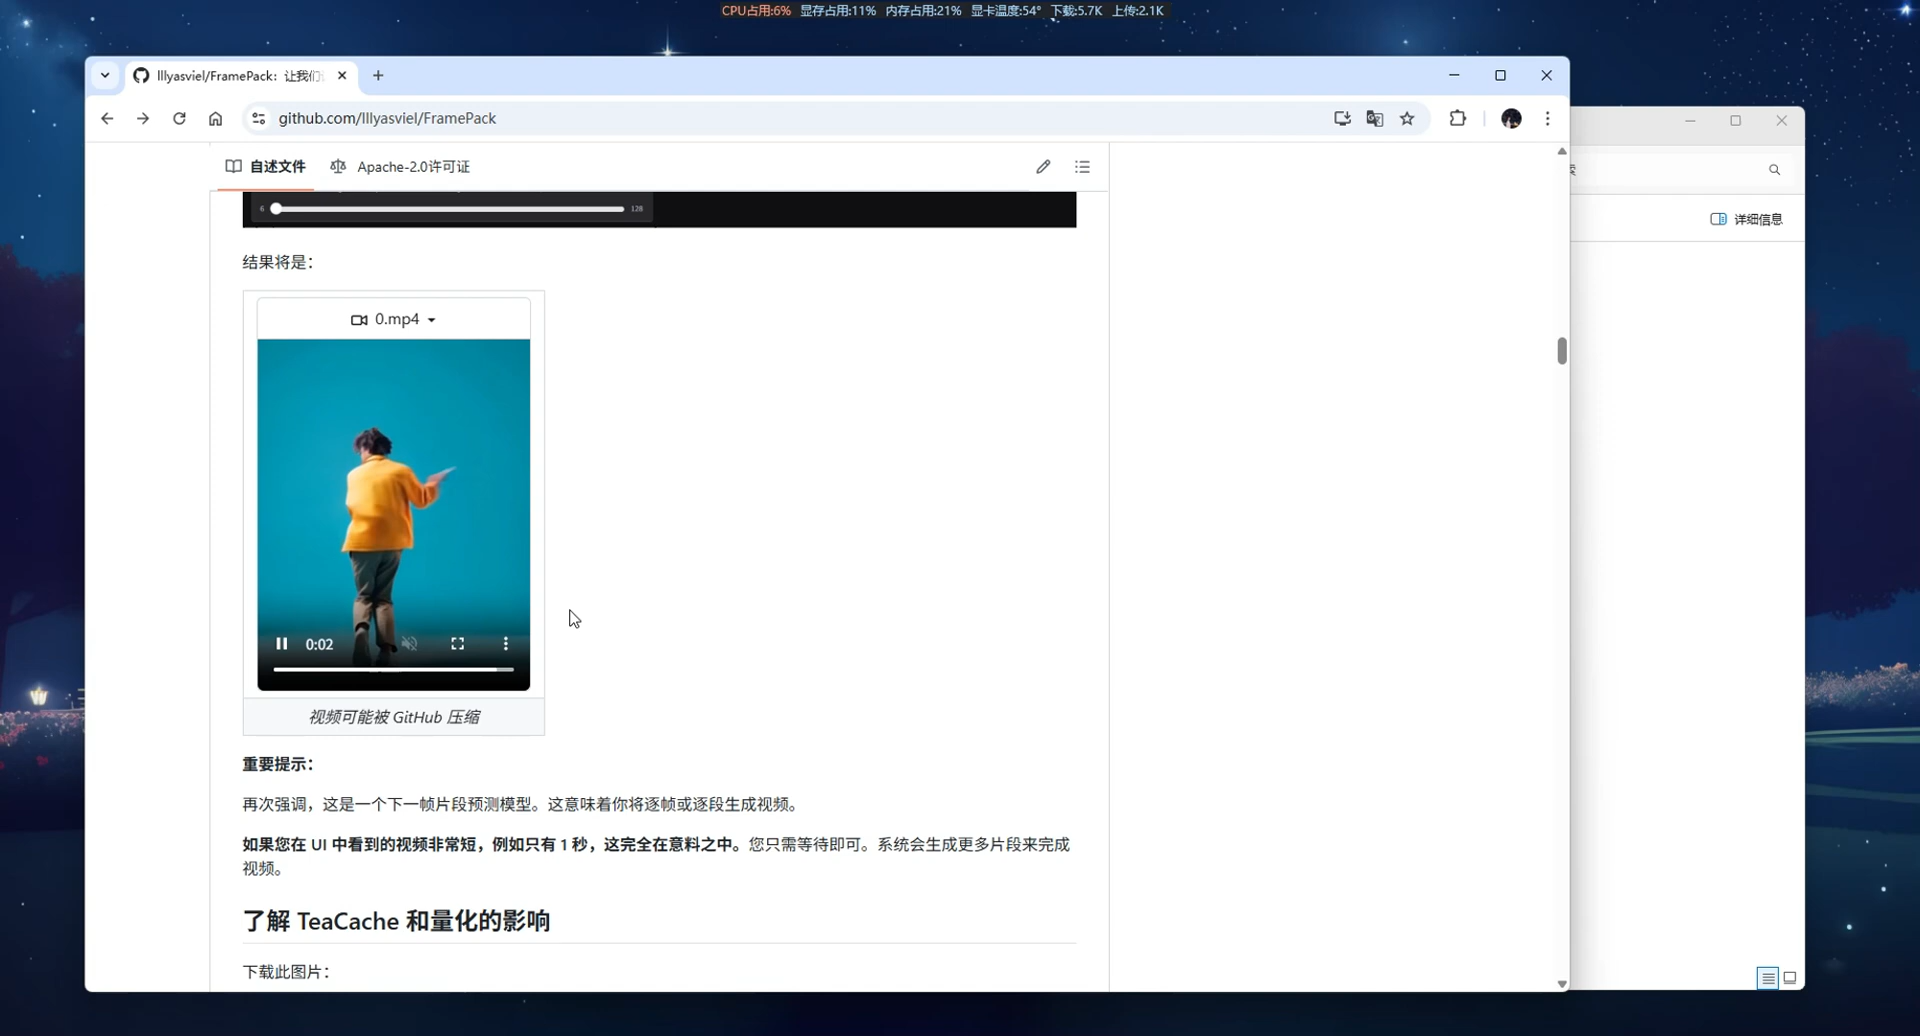 CPU占用:6% 显存占用:11% 内存占用:21% 显卡温度:54° 下载:5.7K 上传:2.1K
lllyasviel/FramePack：让我们
github.com/lllyasviel/FramePack
自述文件 Apache-2.0许可证
详细信息
6 128
结果将是：
0.mp4
0:02
视频可能被 GitHub 压缩
重要提示：
再次强调，这是一个下一帧片段预测模型。这意味着你将逐帧或逐段生成视频。
如果您在 UI 中看到的视频非常短，例如只有 1 秒，这完全在意料之中。您只需等待即可。系统会生成更多片段来完成
视频。
了解 TeaCache 和量化的影响
下载此图片：